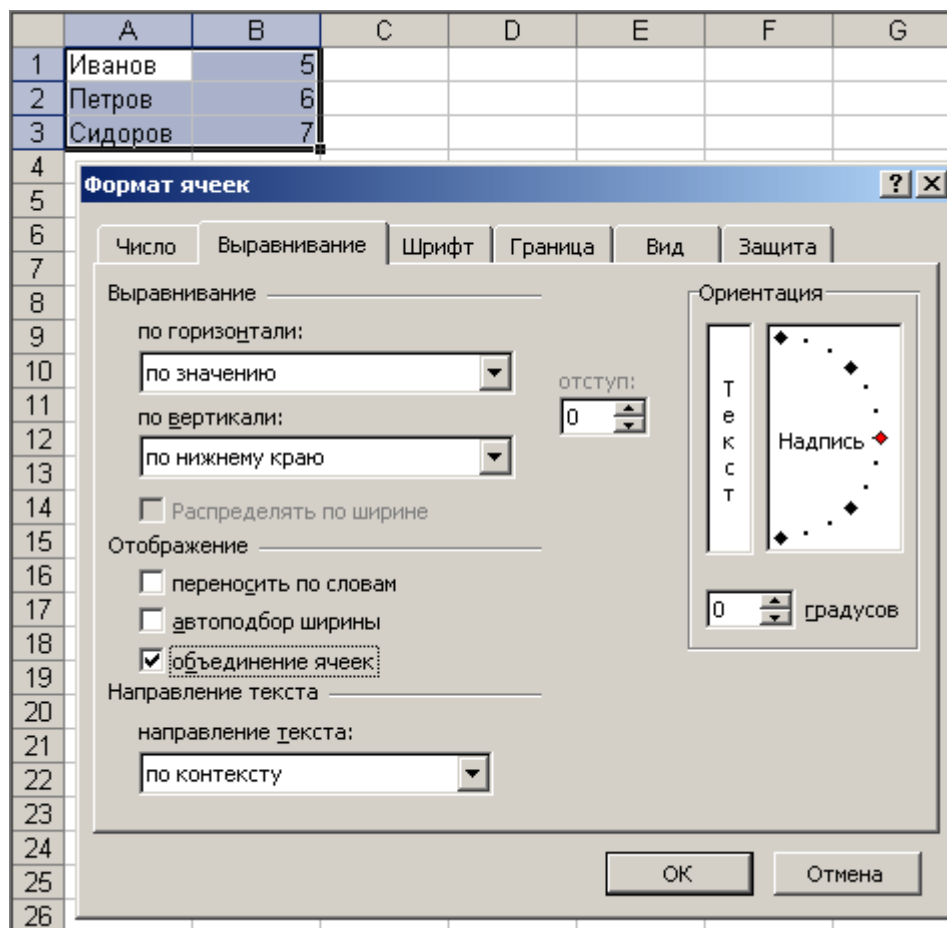 A B C D E F G
1 Иванов 5
2 Петров 6
3 Сидоров 7
4
5
6
7
8
9
10
11
12
13
14
15
16
17
18
19
20
21
22
23
24
25
26
Формат ячеек ?
Число Выравнивание Шрифт Граница Вид Защита
Выравнивание
по горизонтали:
по значению
отступ:
0
по вертикали:
по нижнему краю
Распределять по ширине
Отображение
переносить по словам
автоподбор ширины
объединение ячеек
Направление текста
направление текста:
по контексту
Ориентация
Текст
Надпись
0 градусов
ОК Отмена